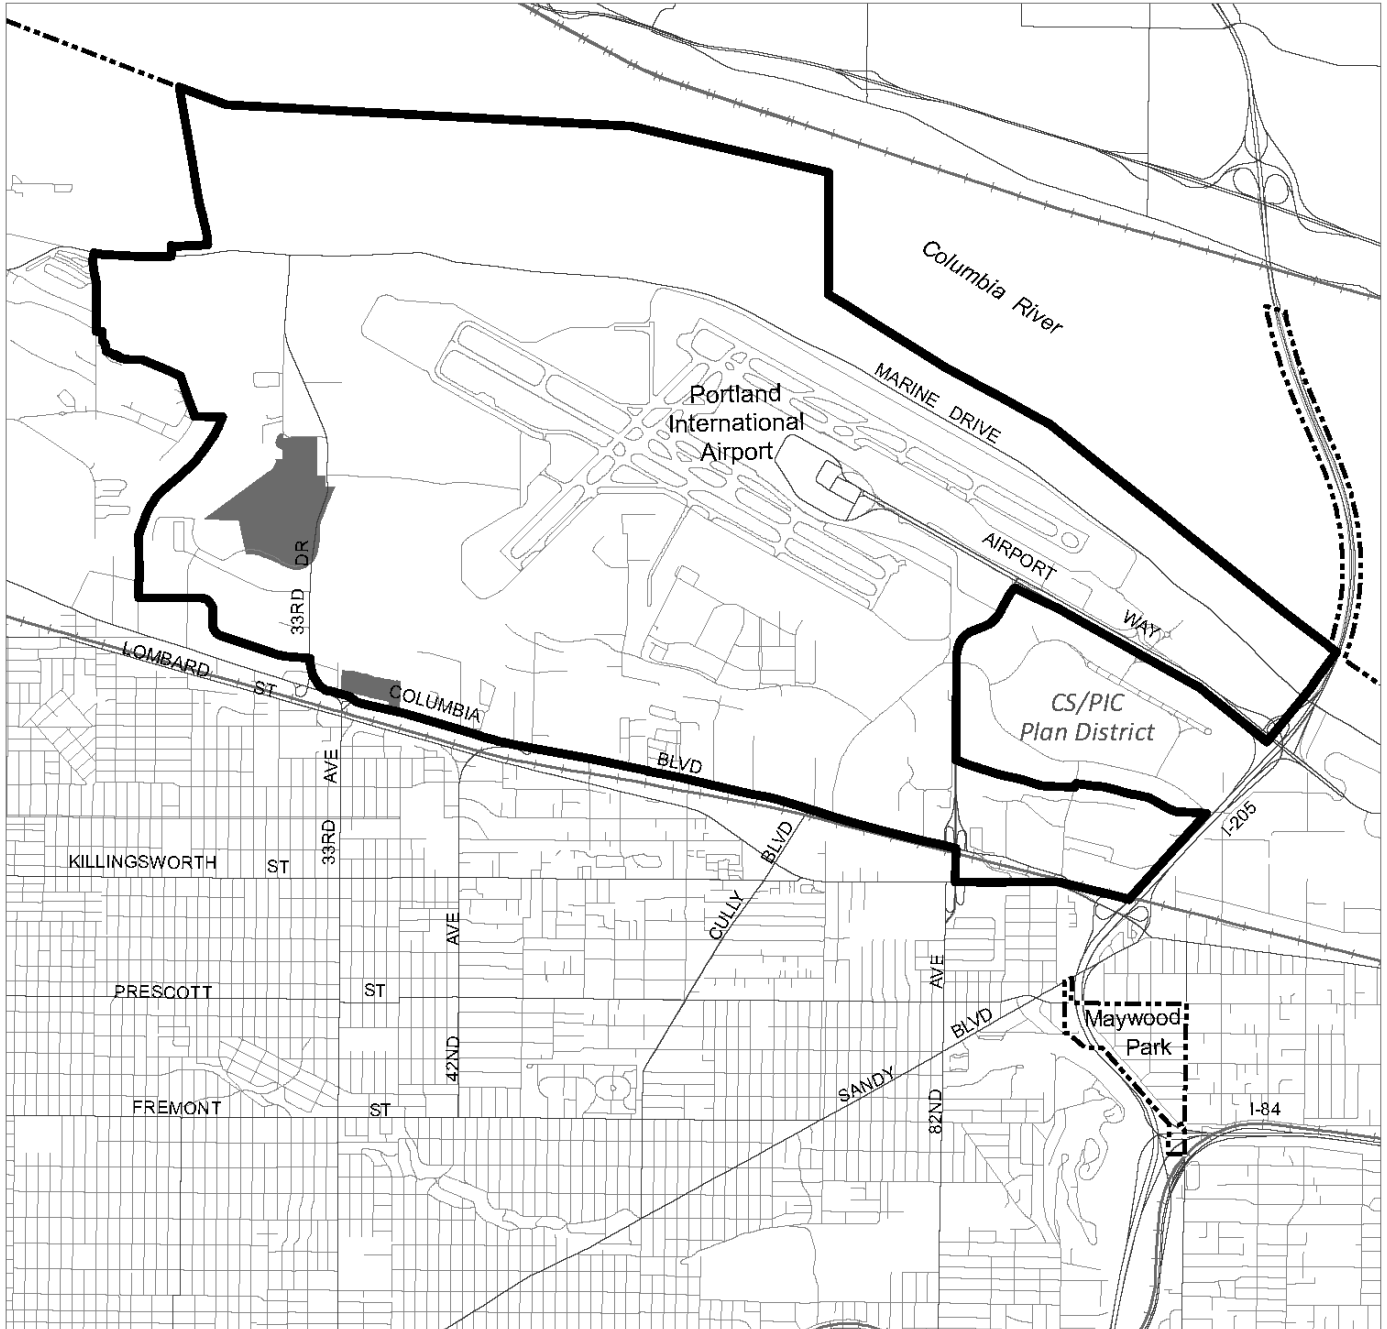 Columbia River
MARINE DRIVE
Portland
International
Airport
AIRPORT WAY
33RD DR
LOMBARD ST
COLUMBIA BLVD
CS/PIC
Plan District
I-205
33RD AVE
KILLINGSWORTH ST
CULLY BLVD
42ND AVE
82ND AVE
PRESCOTT ST
SANDY BLVD
Maywood
Park
FREMONT ST
I-84